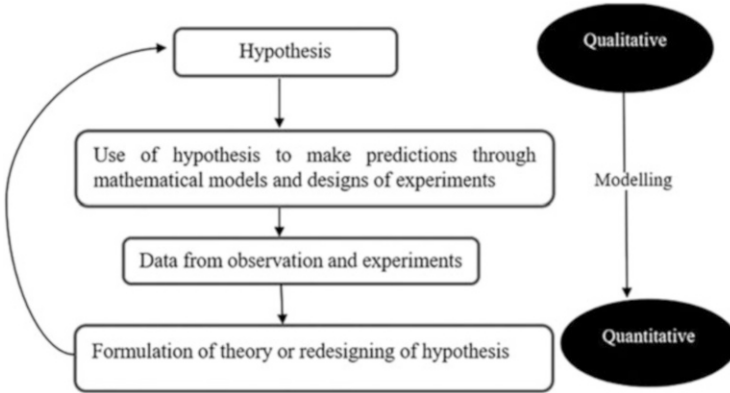 Hypothesis
Use of hypothesis to make predictions through
mathematical models and designs of experiments
Data from observation and experiments
Formulation of theory or redesigning of hypothesis
Qualitative
Modelling
Quantitative